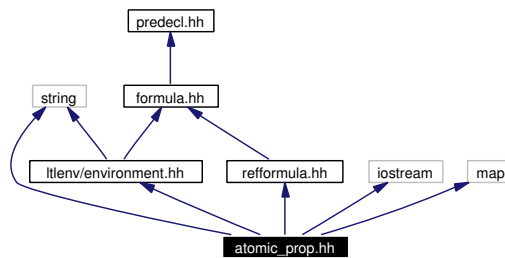 predecl.hh
string
formula.hh
ltlenv/environment.hh
refformula.hh
iostream
map
atomic_prop.hh